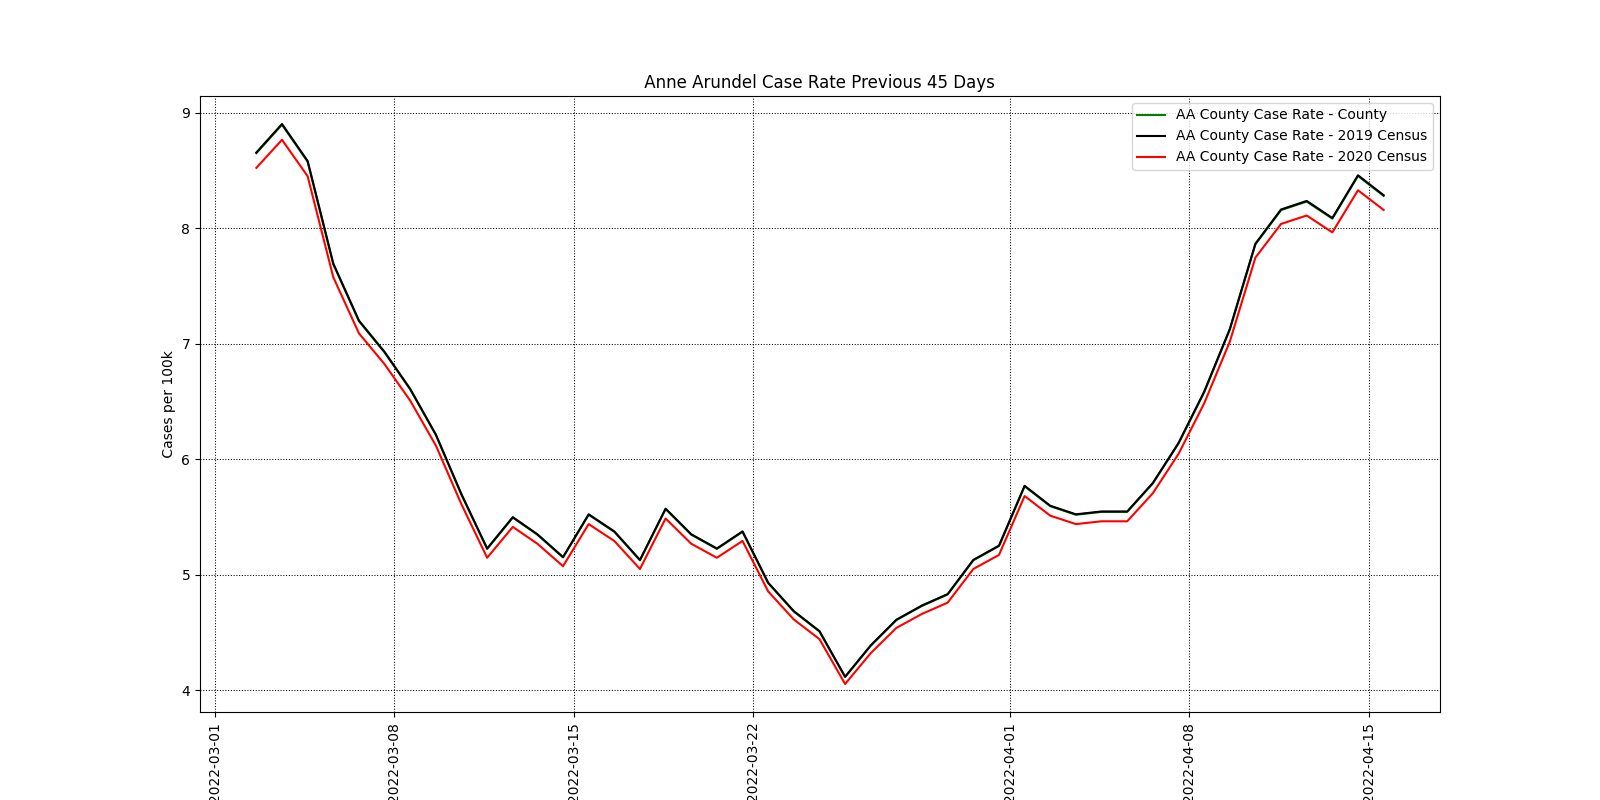 Anne Arundel Case Rate Previous 45 Days
AA County Case Rate - County
AA County Case Rate - 2019 Census
AA County Case Rate - 2020 Census
Cases per 100k
9
8
7
6
5
4
2022-03-01
2022-03-08
2022-03-15
2022-03-22
2022-04-01
2022-04-08
2022-04-15